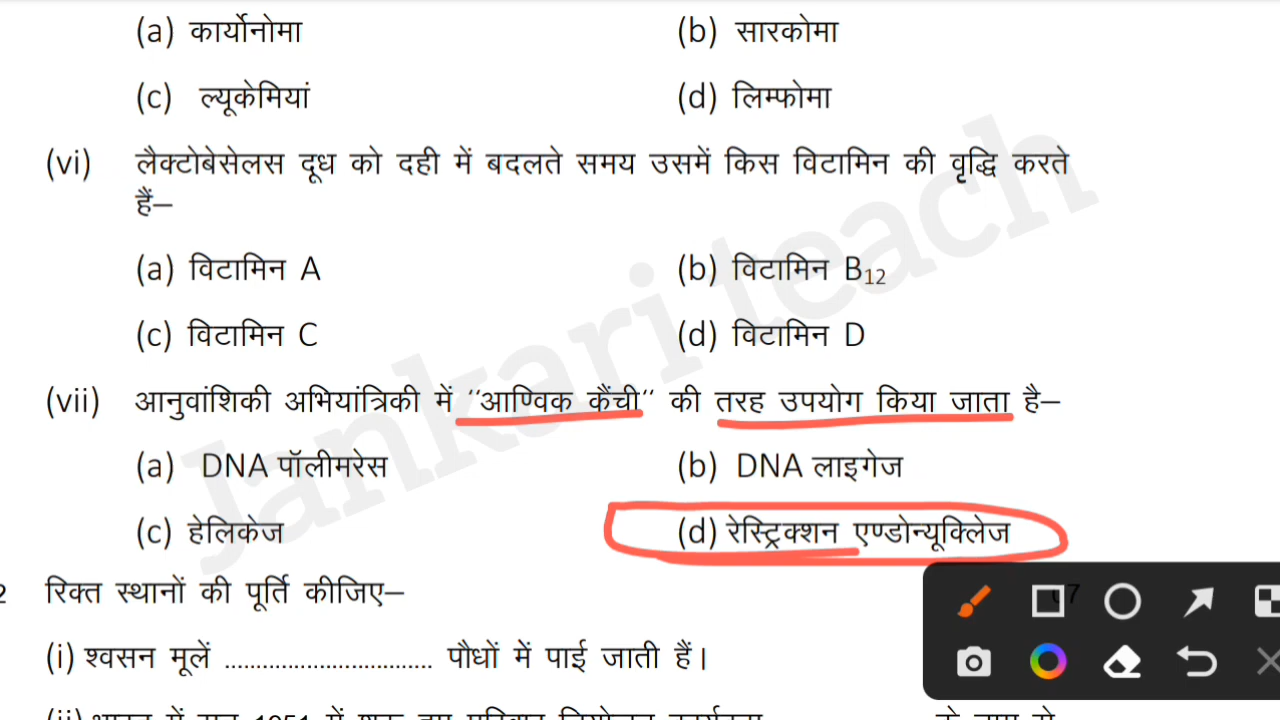 (a) कार्योनोमा (b) सारकोमा
(c) ल्यूकेमियां (d) लिम्फोमा
(vi) लैक्टोबेसेलस दूध को दही में बदलते समय उसमें किस विटामिन की वृद्धि करते
हैं–
(a) विटामिन A (b) विटामिन B₁₂
(c) विटामिन C (d) विटामिन D
(vii) आनुवांशिकी अभियांत्रिकी में "आण्विक कैंची" की तरह उपयोग किया जाता है–
(a) DNA पॉलीमरेस (b) DNA लाइगेज
(c) हेलिकेज (d) रेस्ट्रिक्शन एण्डोन्यूक्लिेज
2 रिक्त स्थानों की पूर्ति कीजिए–
(i) श्वसन मूलें ................................ पौधों में पाई जाती हैं।
Jankari teach